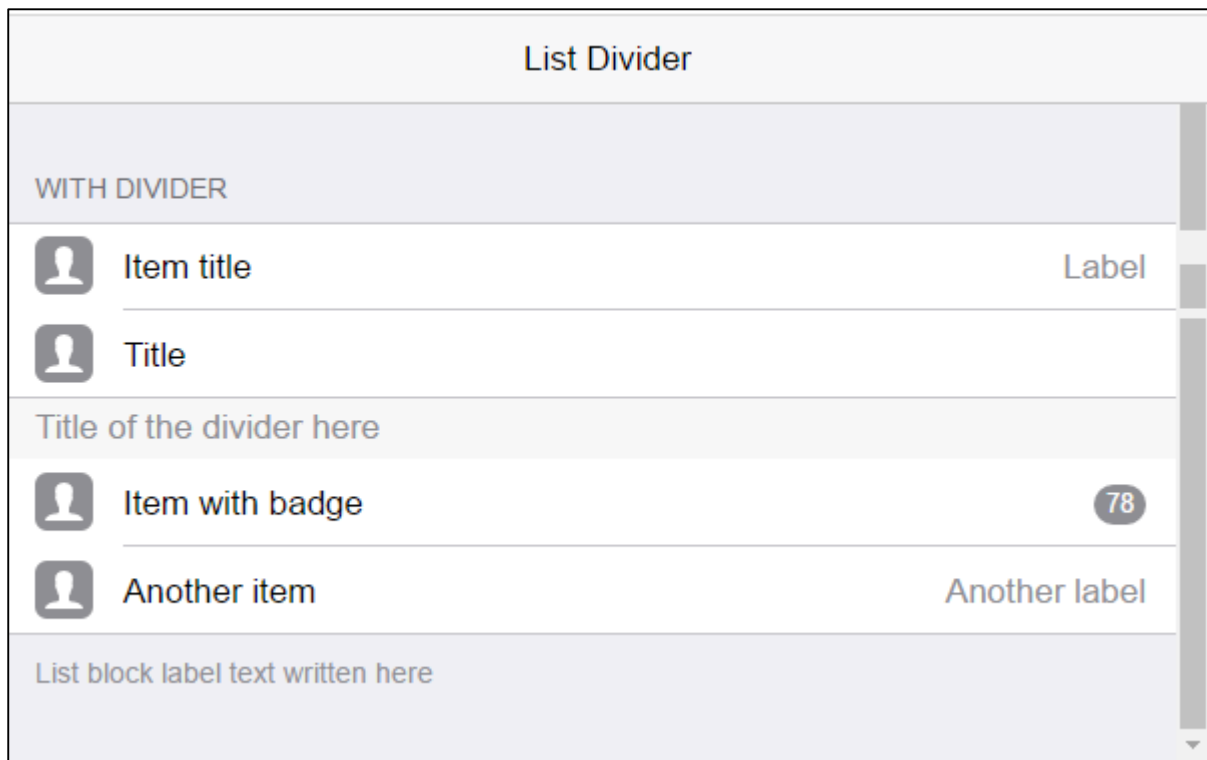 List Divider
WITH DIVIDER
Item title Label
Title
Title of the divider here
Item with badge 78
Another item Another label
List block label text written here